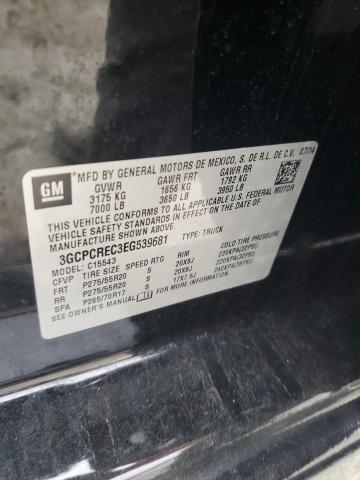 GM
MFD BY GENERAL MOTORS DE MEXICO, S. DE R.L. DE C.V. 07/14
GVWR GAWR FRT GAWR RR
3175 KG 1656 KG 1792 KG
7000 LB 3650 LB 3950 LB
THIS VEHICLE CONFORMS TO ALL APPLICABLE U.S. FEDERAL MOTOR
VEHICLE SAFETY STANDARDS IN EFFECT ON THE DATE OF
MANUFACTURE SHOWN ABOVE.
3GCPCREC3EG539681 TYPE: TRUCK
MODEL: C15543
CFVP TIRE SIZE SPEED RTG RIM COLD TIRE PRESSURE
FRT P275/55R20 S 20X9J 220KPA(32PSI)
RR P275/55R20 S 20X9J 220KPA(32PSI)
SPA P265/70R17 S 17X7.5J 240KPA(35PSI)
SEE OWNER'S MANUAL FOR MORE INFORMATION.